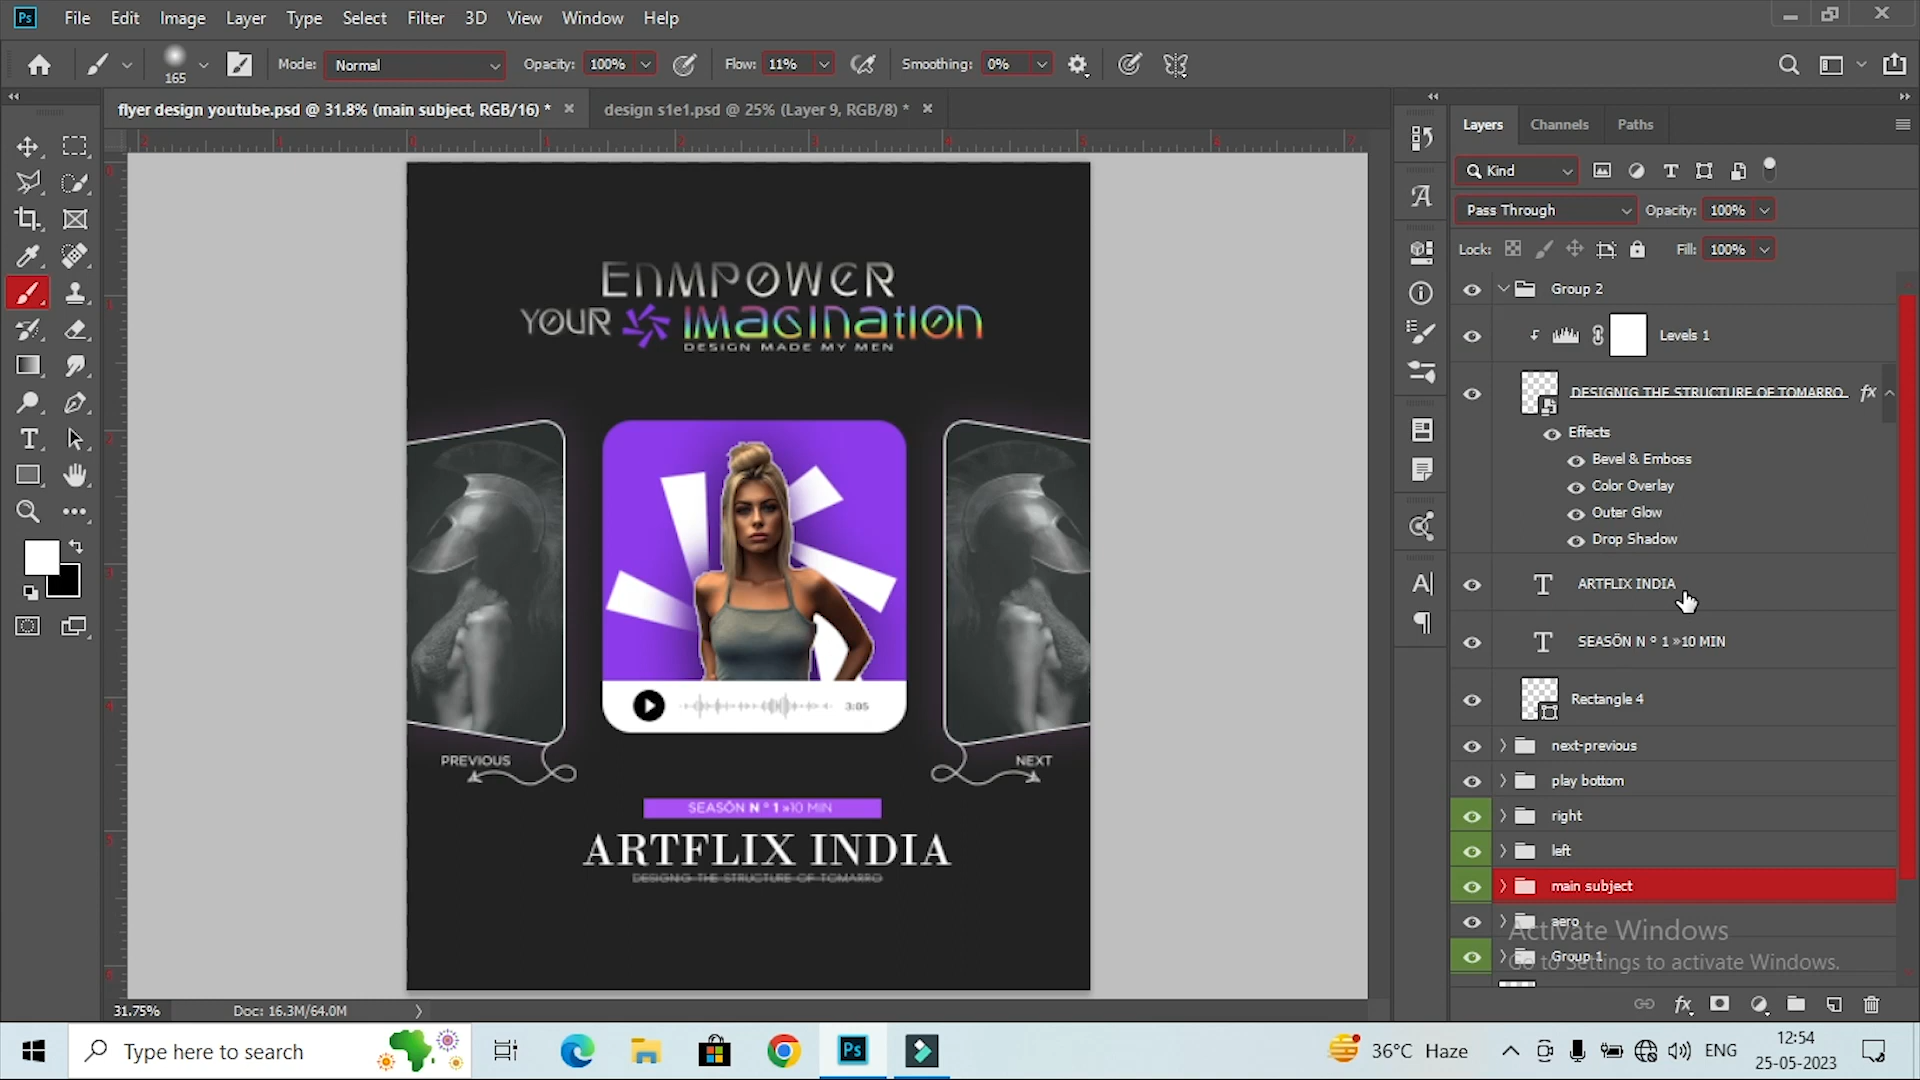 File Edit Image Layer Type Select Filter 3D View Window Help
165 Mode: Normal Opacity: 100% Flow: 11% Smoothing: 0%
flyer design youtube.psd @ 31.8% (main subject, RGB/16) * design s1e1.psd @ 25% (Layer 9, RGB/8) *
ENMPOWER
YOUR IMAGINATION
DESIGN MADE MY MEN
3:05
PREVIOUS
NEXT
SEASÕN N º 1 »10 MIN
ARTFLIX INDIA
DESIGNIG THE STRUCTURE OF TOMARRO
Layers Channels Paths
Kind
Pass Through Opacity: 100%
Lock: Fill: 100%
Group 2
Levels 1
DESIGNIG THE STRUCTURE OF TOMARRO fx
Effects
Bevel & Emboss
Color Overlay
Outer Glow
Drop Shadow
ARTFLIX INDIA
SEASÕN N º 1 »10 MIN
Rectangle 4
next-previous
play bottom
right
left
main subject
aero
Group 1
Activate Windows
Go to Settings to activate Windows.
31.75% Doc: 16.3M/64.0M
Type here to search
36°C Haze
ENG
12:54
25-05-2023